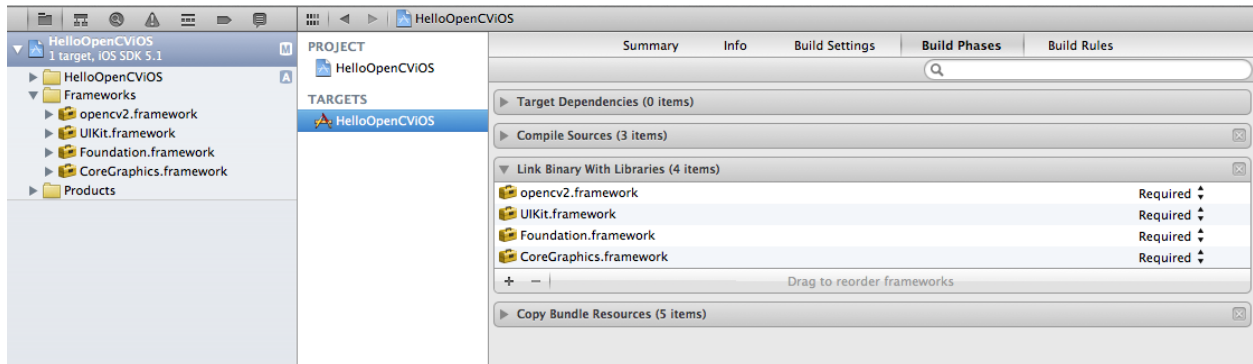 HelloOpenCViOS
HelloOpenCViOS
1 target, iOS SDK 5.1
M
HelloOpenCViOS
A
Frameworks
opencv2.framework
UIKit.framework
Foundation.framework
CoreGraphics.framework
Products
PROJECT
HelloOpenCViOS
TARGETS
HelloOpenCViOS
Summary Info Build Settings Build Phases Build Rules
Target Dependencies (0 items)
Compile Sources (3 items)
Link Binary With Libraries (4 items)
opencv2.framework Required
UIKit.framework Required
Foundation.framework Required
CoreGraphics.framework Required
Drag to reorder frameworks
Copy Bundle Resources (5 items)